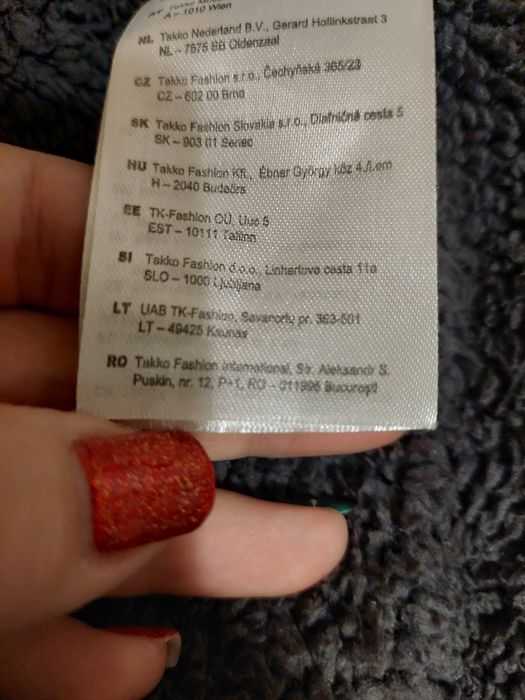 A – 1010 Wien
NL Takko Nederland B.V., Gerard Hollinkstraat 3
NL – 7575 BB Oldenzaal
CZ Takko Fashion s.r.o., Čechyňská 365/23
CZ – 602 00 Brno
SK Takko Fashion Slovakia s.r.o., Diaľničná cesta 5
SK – 903 01 Senec
HU Takko Fashion Kft., Ébner György köz 4./I.em
H – 2040 Budaörs
EE TK-Fashion OÜ, Uus 5
EST – 10111 Tallinn
SI Takko Fashion d.o.o., Linhartova cesta 11a
SLO – 1000 Ljubljana
LT UAB TK-Fashion, Savanoriu pr. 363-501
LT – 49425 Kaunas
RO Takko Fashion International, Str. Aleksandr S.
Puskin, nr. 12, P+1, RO – 011996 Bucureşti